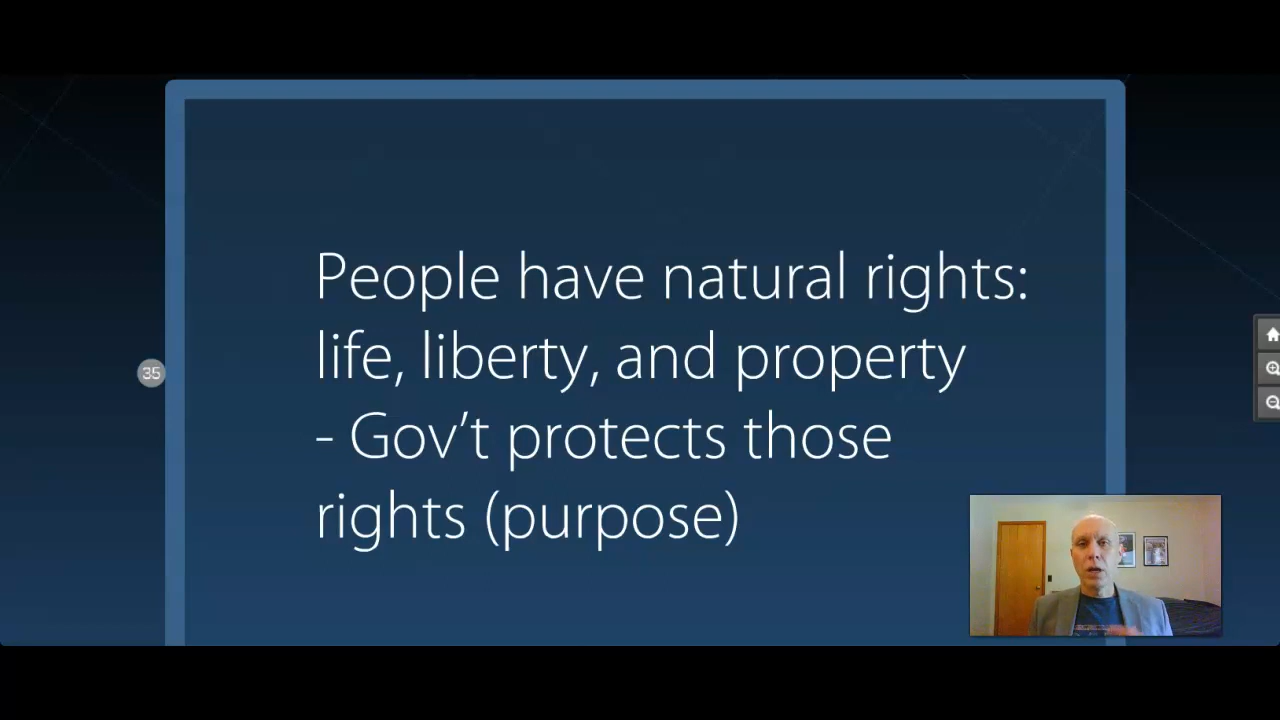 People have natural rights:
life, liberty, and property
35
- Gov't protects those
rights (purpose)